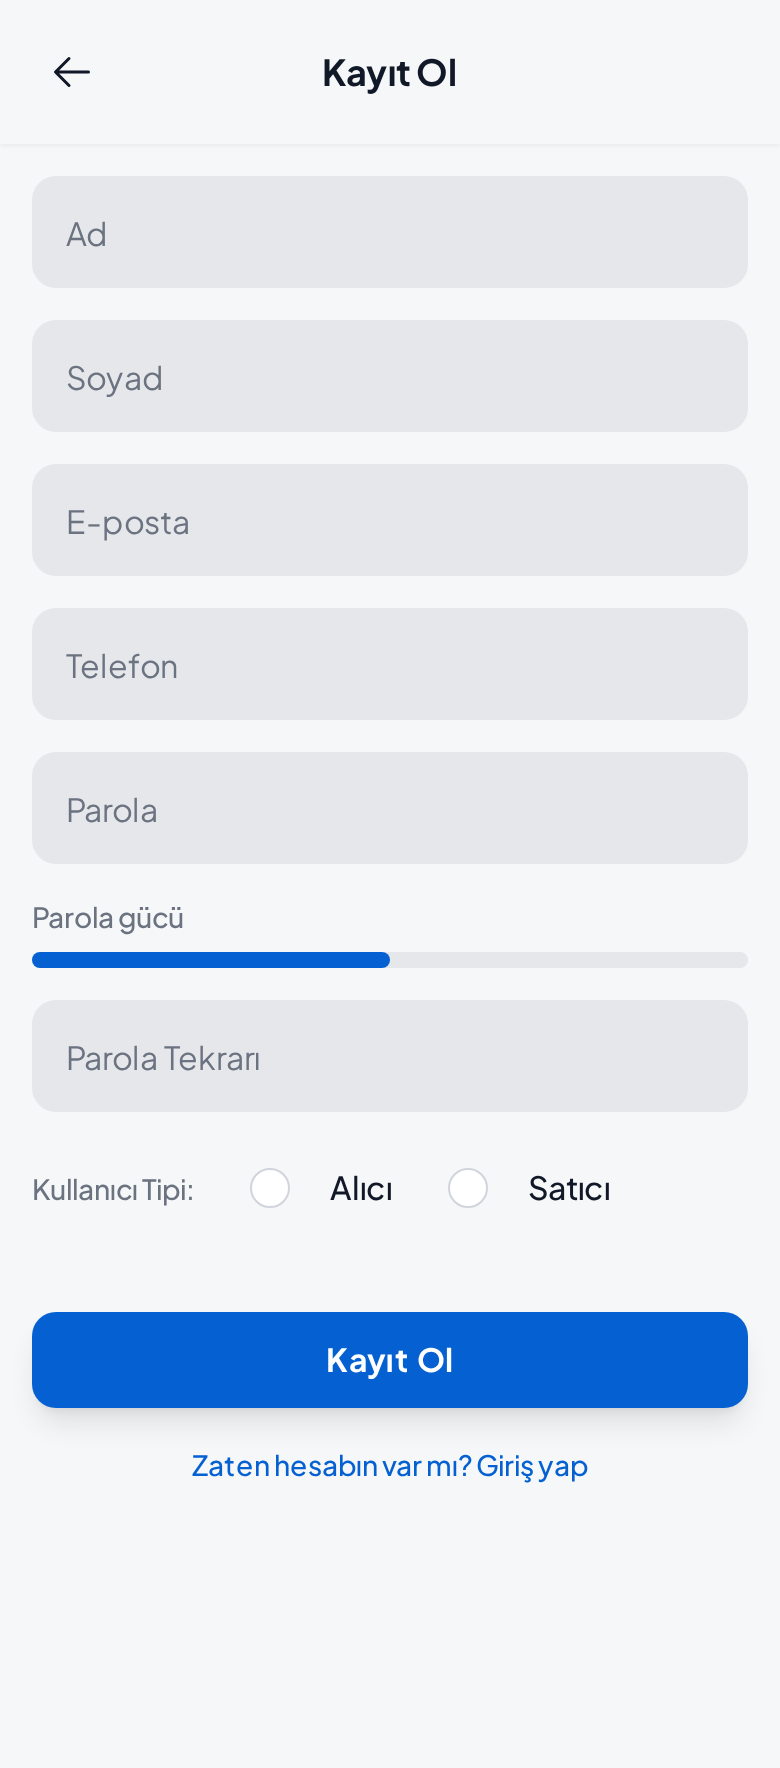 Kayıt Ol
Ad
Soyad
E-posta
Telefon
Parola
Parola gücü
Parola Tekrarı
Kullanıcı Tipi: Alıcı Satıcı
Kayıt Ol
Zaten hesabın var mı? Giriş yap